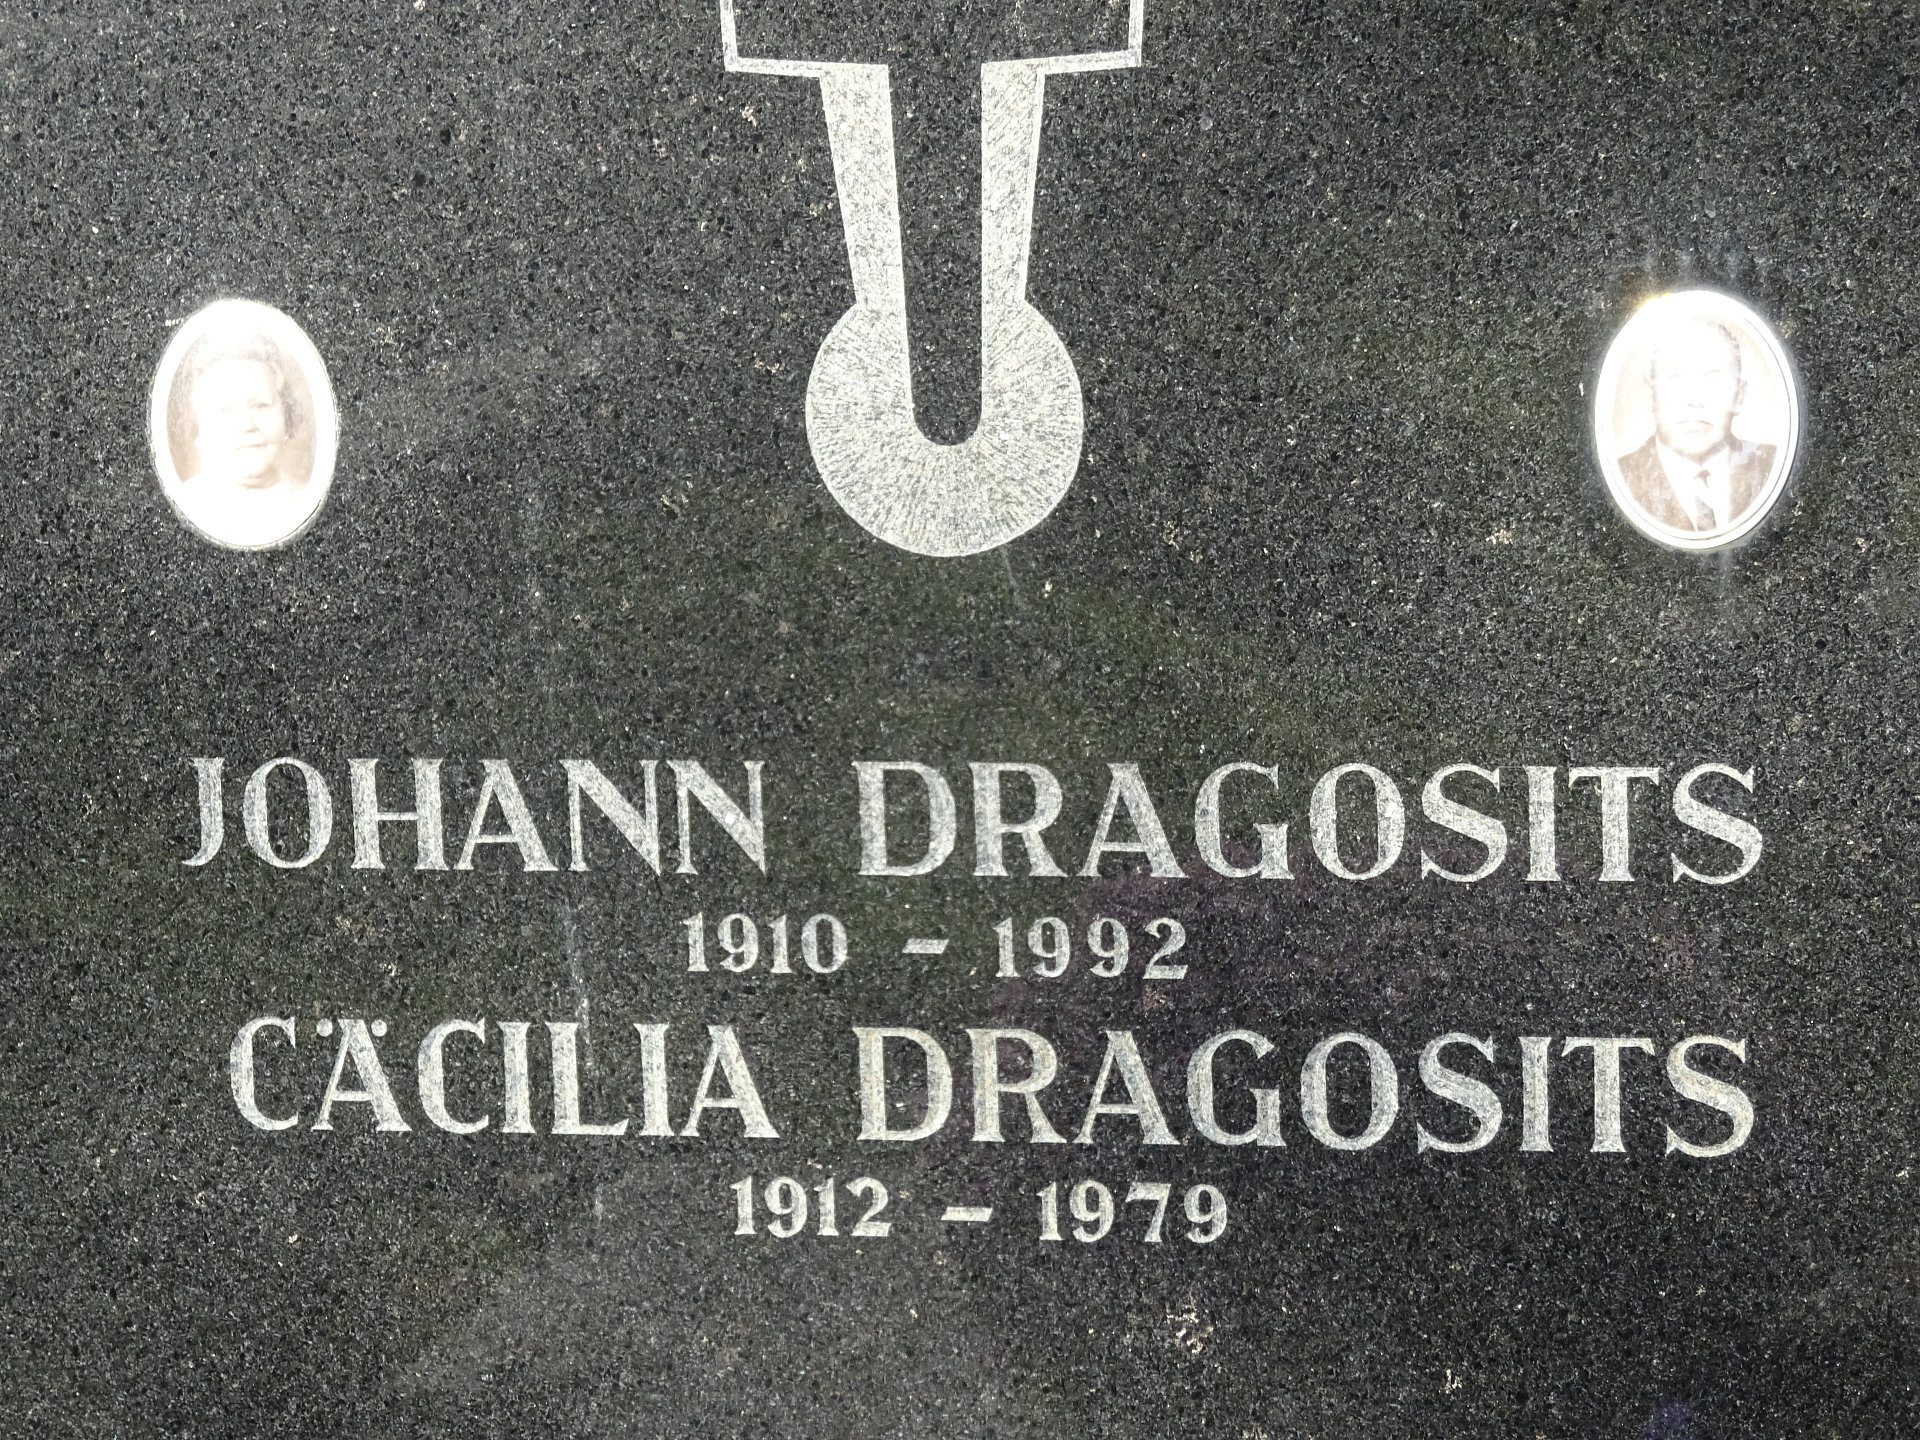 JOHANN DRAGOSITS
1910 - 1992
CÄCILIA DRAGOSITS
1912 - 1979